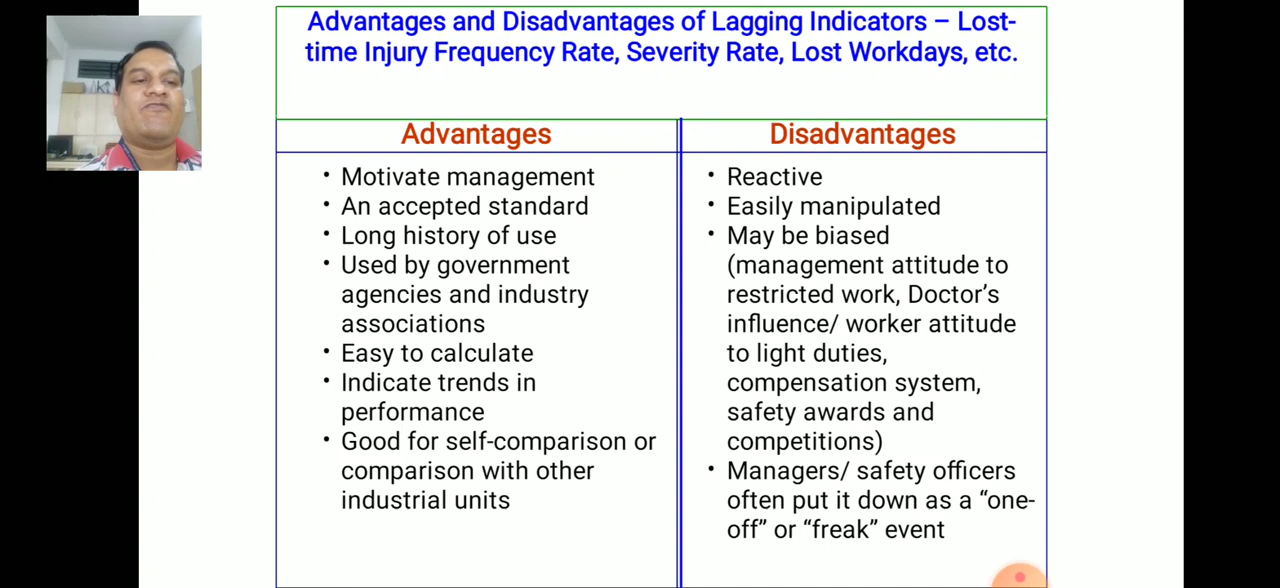 Advantages and Disadvantages of Lagging Indicators – Lost-
time Injury Frequency Rate, Severity Rate, Lost Workdays, etc.
Advantages
• Motivate management
• An accepted standard
• Long history of use
• Used by government
agencies and industry
associations
• Easy to calculate
• Indicate trends in
performance
• Good for self-comparison or
comparison with other
industrial units
Disadvantages
• Reactive
• Easily manipulated
• May be biased
(management attitude to
restricted work, Doctor’s
influence/ worker attitude
to light duties,
compensation system,
safety awards and
competitions)
• Managers/ safety officers
often put it down as a “one-
off” or “freak” event